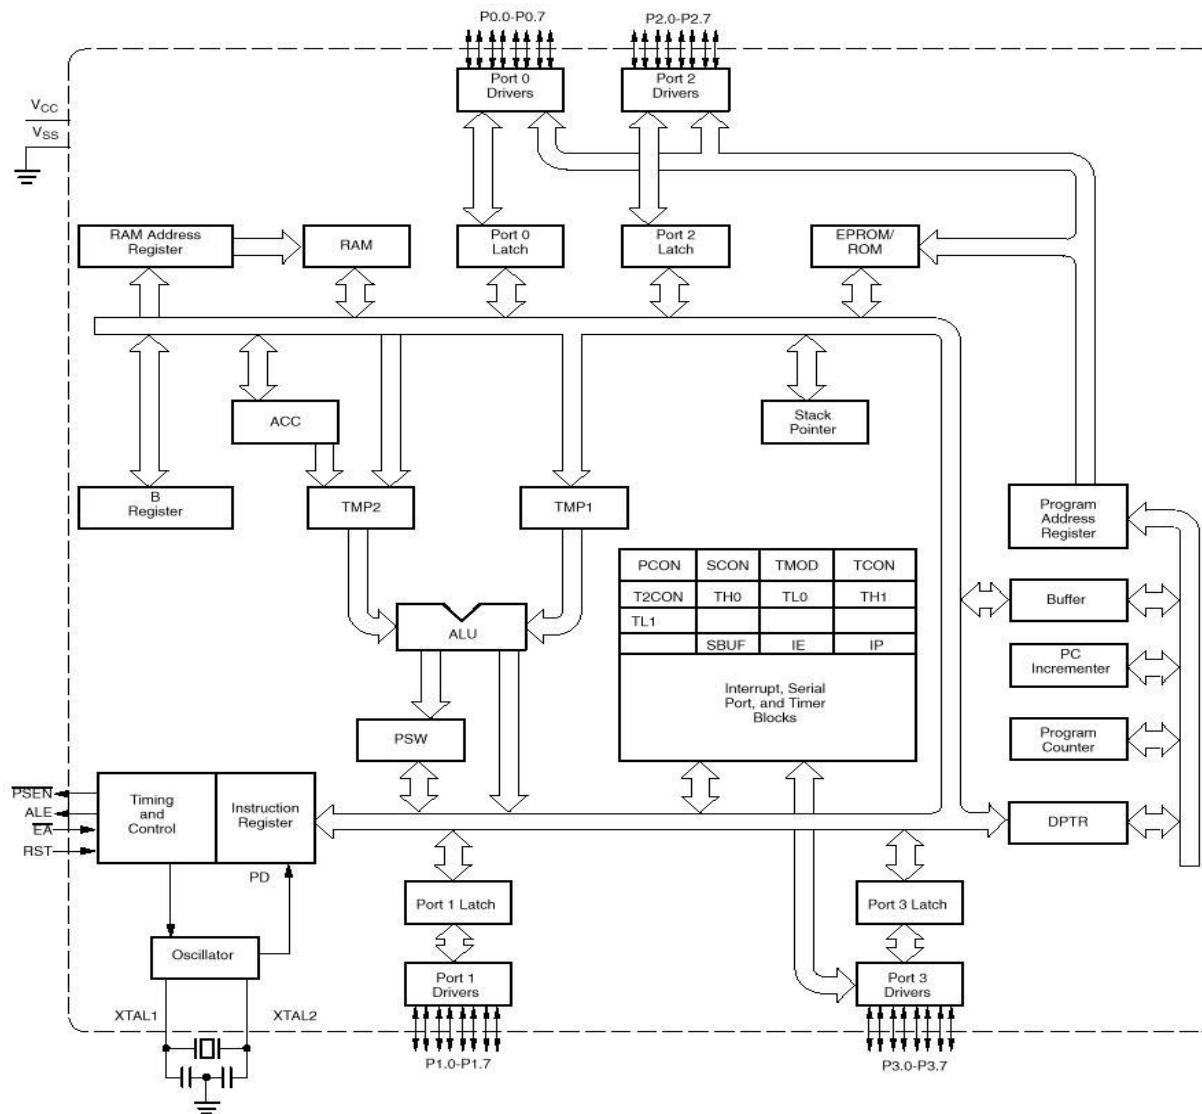 P0.0-P0.7
P2.0-P2.7
Port 0
Drivers
Port 2
Drivers
VCC
VSS
RAM Address
Register
RAM
Port 0
Latch
Port 2
Latch
EPROM/
ROM
ACC
Stack
Pointer
B
Register
TMP2
TMP1
Program
Address
Register
PCON SCON TMOD TCON
T2CON TH0 TL0 TH1
TL1
SBUF IE IP
Interrupt, Serial
Port, and Timer
Blocks
Buffer
ALU
PC
Incrementer
PSW
Program
Counter
PSEN
ALE
EA
RST
Timing
and
Control
Instruction
Register
DPTR
PD
Port 1 Latch
Port 3 Latch
Oscillator
Port 1
Drivers
Port 3
Drivers
XTAL1
XTAL2
P1.0-P1.7
P3.0-P3.7